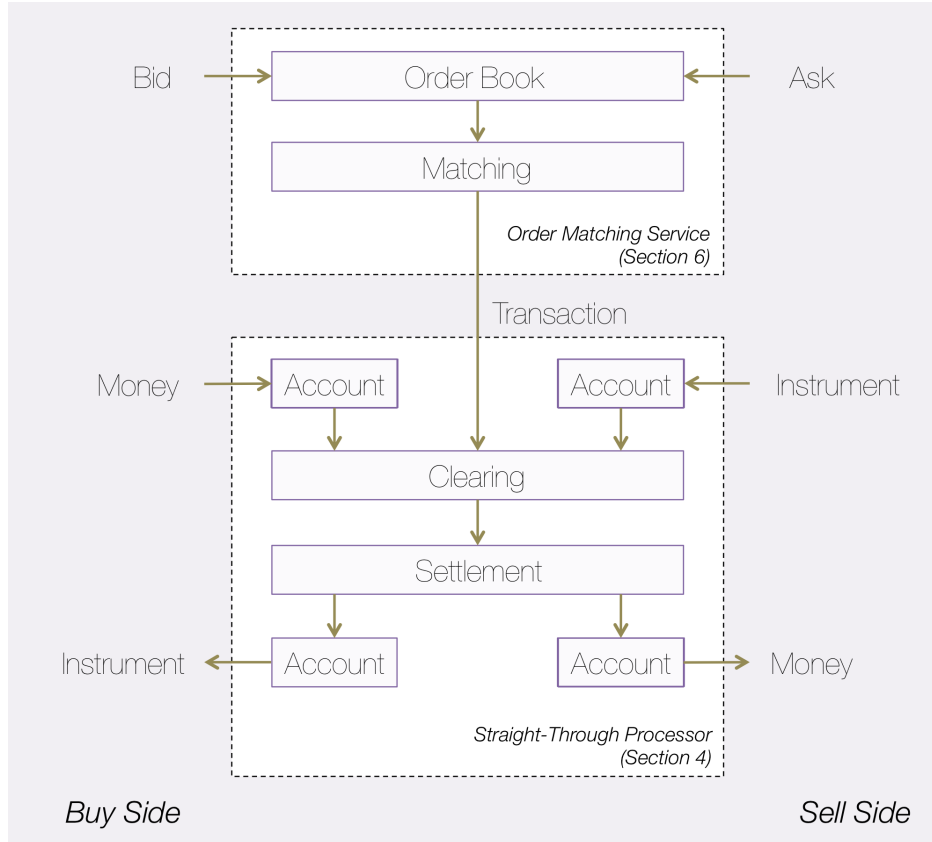 Bid
Order Book
Ask
Matching
Order Matching Service
(Section 6)
Transaction
Money
Account
Account
Instrument
Clearing
Settlement
Instrument
Account
Account
Money
Straight-Through Processor
(Section 4)
Buy Side
Sell Side